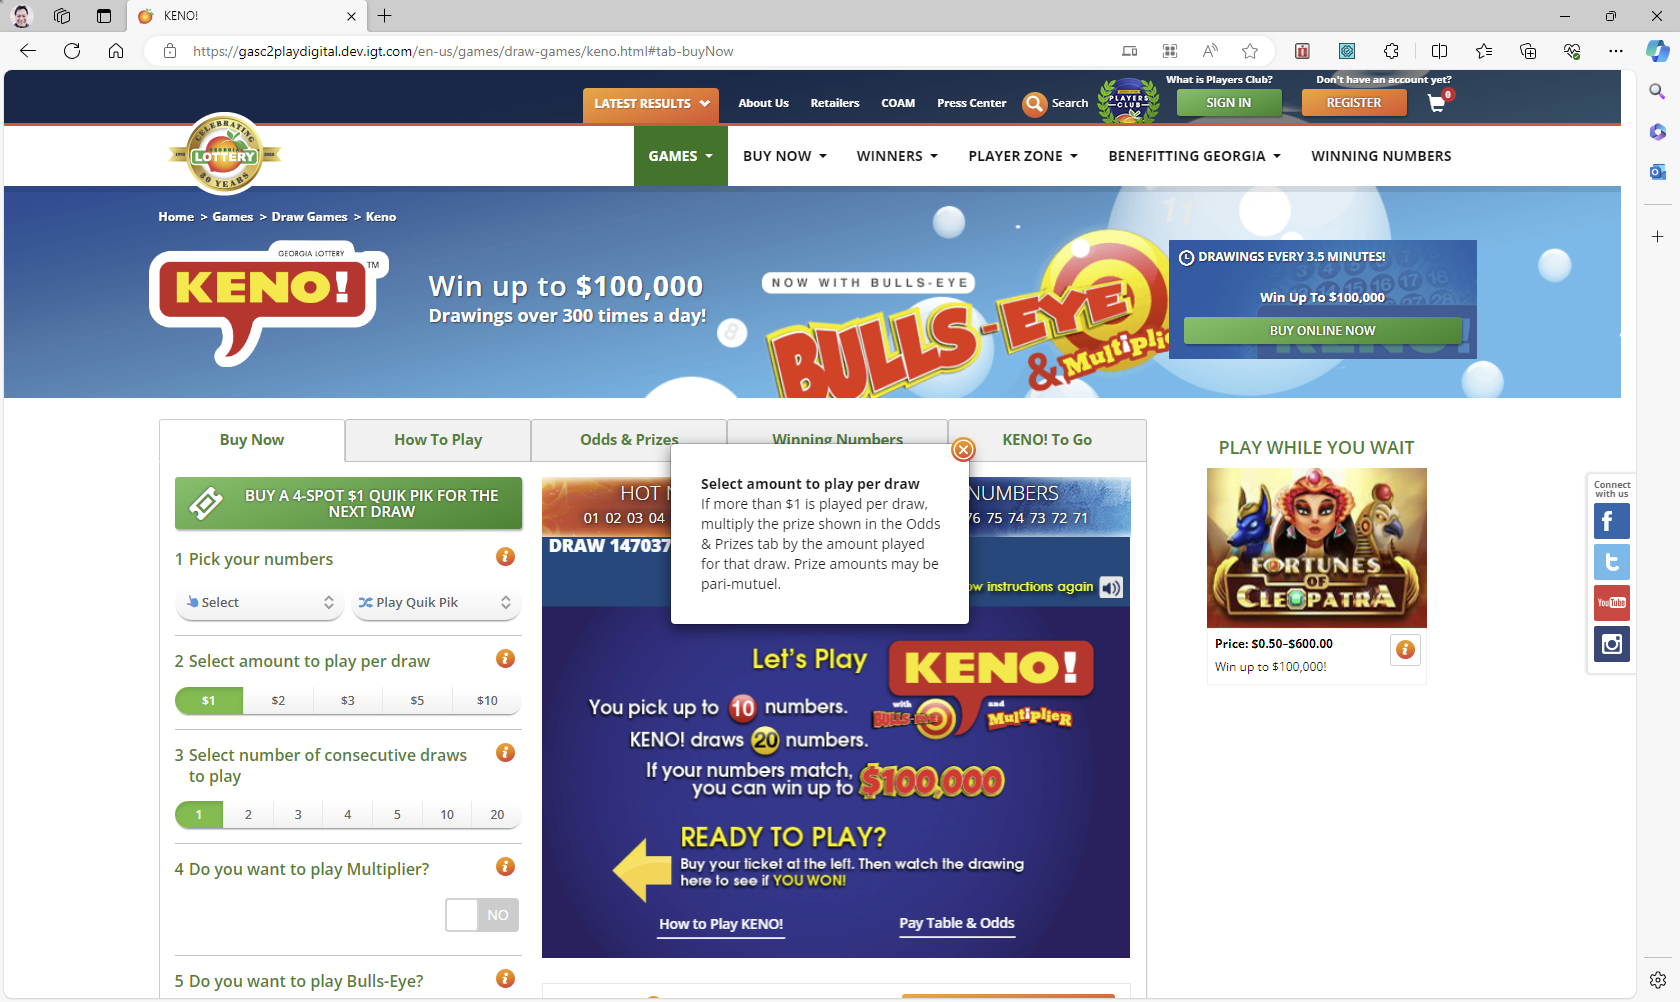 KENO!
https://gasc2playdigital.dev.igt.com/en-us/games/draw-games/keno.html#tab-buyNow
What is Players Club?
Don't have an account yet?
LATEST RESULTS
About Us
Retailers
COAM
Press Center
Search
PLAYERS
CLUB
SIGN IN
REGISTER
0
CELEBRATING
GEORGIA
LOTTERY
30 YEARS
GAMES
BUY NOW
WINNERS
PLAYER ZONE
BENEFITTING GEORGIA
WINNING NUMBERS
Home > Games > Draw Games > Keno
GEORGIA LOTTERY
KENO!
TM
Win up to $100,000
Drawings over 300 times a day!
NOW WITH BULLS-EYE
BULLS-EYE
& Multiplie
11
8
DRAWINGS EVERY 3.5 MINUTES!
Win Up To $100,000
BUY ONLINE NOW
Buy Now
How To Play
Odds & Prizes
Winning Numbers
KENO! To Go
BUY A 4-SPOT $1 QUIK PIK FOR THE
NEXT DRAW
1 Pick your numbers
Select
Play Quik Pik
2 Select amount to play per draw
$1
$2
$3
$5
$10
3 Select number of consecutive draws
to play
1
2
3
4
5
10
20
4 Do you want to play Multiplier?
NO
5 Do you want to play Bulls-Eye?
HOT
01 02 03 04
NUMBERS
76 75 74 73 72 71
DRAW 147037
Select amount to play per draw
If more than $1 is played per draw,
multiply the prize shown in the Odds
& Prizes tab by the amount played
for that draw. Prize amounts may be
pari-mutuel.
ow instructions again
Let's Play
KENO!
with
BULLS-EYE
and
Multiplier
You pick up to 10 numbers.
KENO! draws 20 numbers.
If your numbers match,
you can win up to $100,000
READY TO PLAY?
Buy your ticket at the left. Then watch the drawing
here to see if YOU WON!
How to Play KENO!
Pay Table & Odds
PLAY WHILE YOU WAIT
FORTUNES
OF
CLEOPATRA
Price: $0.50–$600.00
Win up to $100,000!
Connect
with us
You Tube